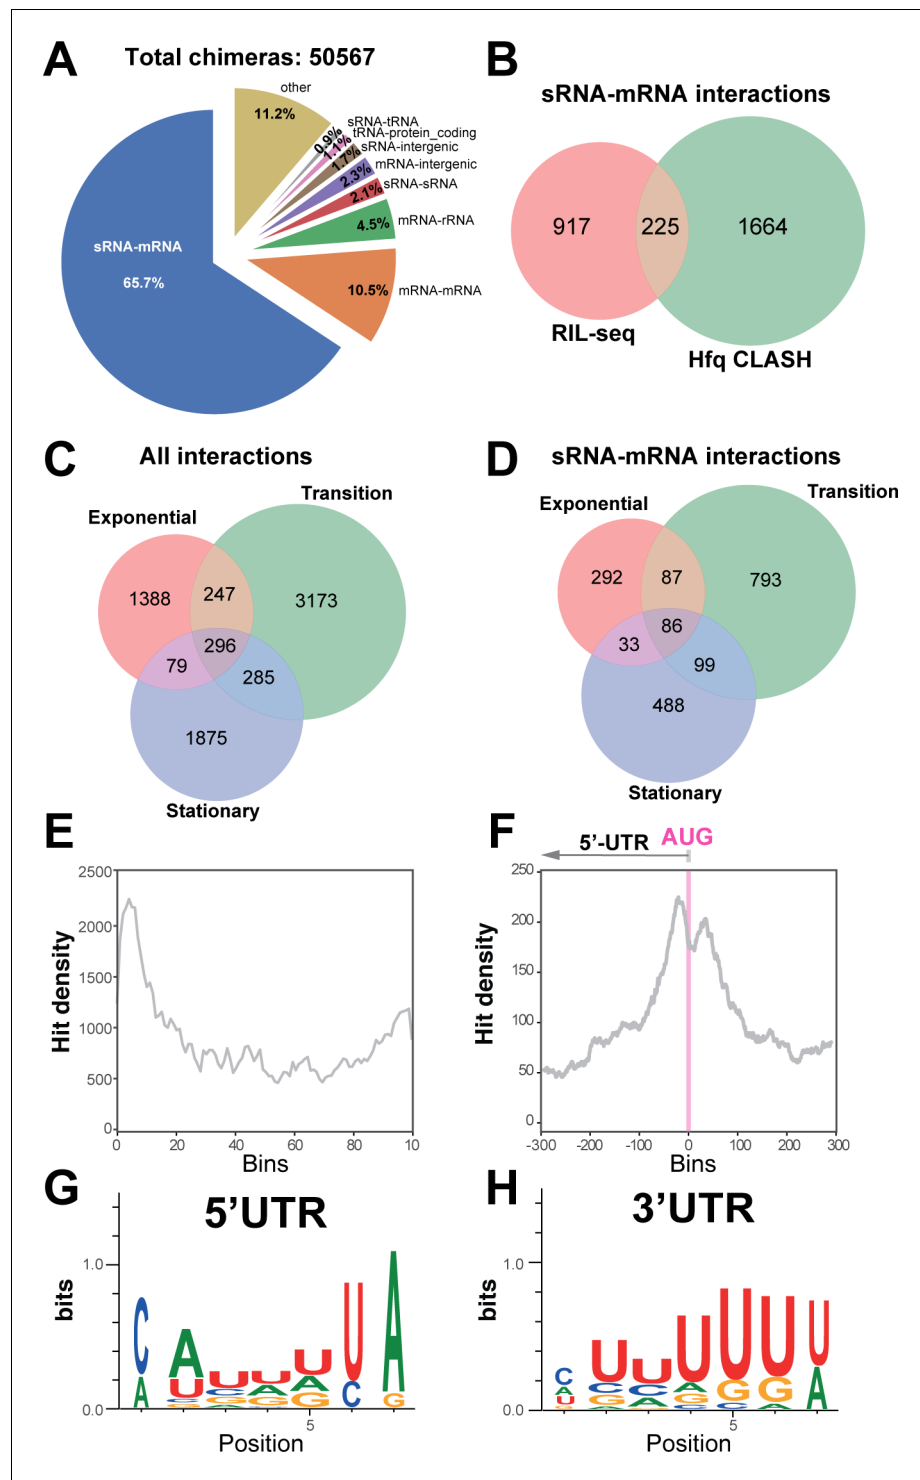 A
Total chimeras: 50567
other
11.2%
sRNA-tRNA
0.9%
tRNA-protein_coding
1.1%
sRNA-intergenic
1.7%
mRNA-intergenic
2.3%
sRNA-sRNA
2.1%
mRNA-rRNA
4.5%
mRNA-mRNA
10.5%
sRNA-mRNA
65.7%
B
sRNA-mRNA interactions
917
225
1664
RIL-seq
Hfq CLASH
C
All interactions
Transition
Exponential
1388
247
3173
296
79
285
1875
Stationary
D
sRNA-mRNA interactions
Transition
Exponential
292
87
793
86
33
99
488
Stationary
E
Hit density
2500
2000
1500
1000
500
0
0 20 40 60 80 10
Bins
F
5'-UTR AUG
Hit density
250
200
150
100
50
0
-300 -200 -100 0 100 200 300
Bins
G
5'UTR
bits
1.0
0.0
C A U U U U A
A U C A A C G
C G G G
G A
5
Position
H
3'UTR
bits
1.0
0.0
C U U U U U U
A C C A G G A
U G A G C A
G A C
5
Position